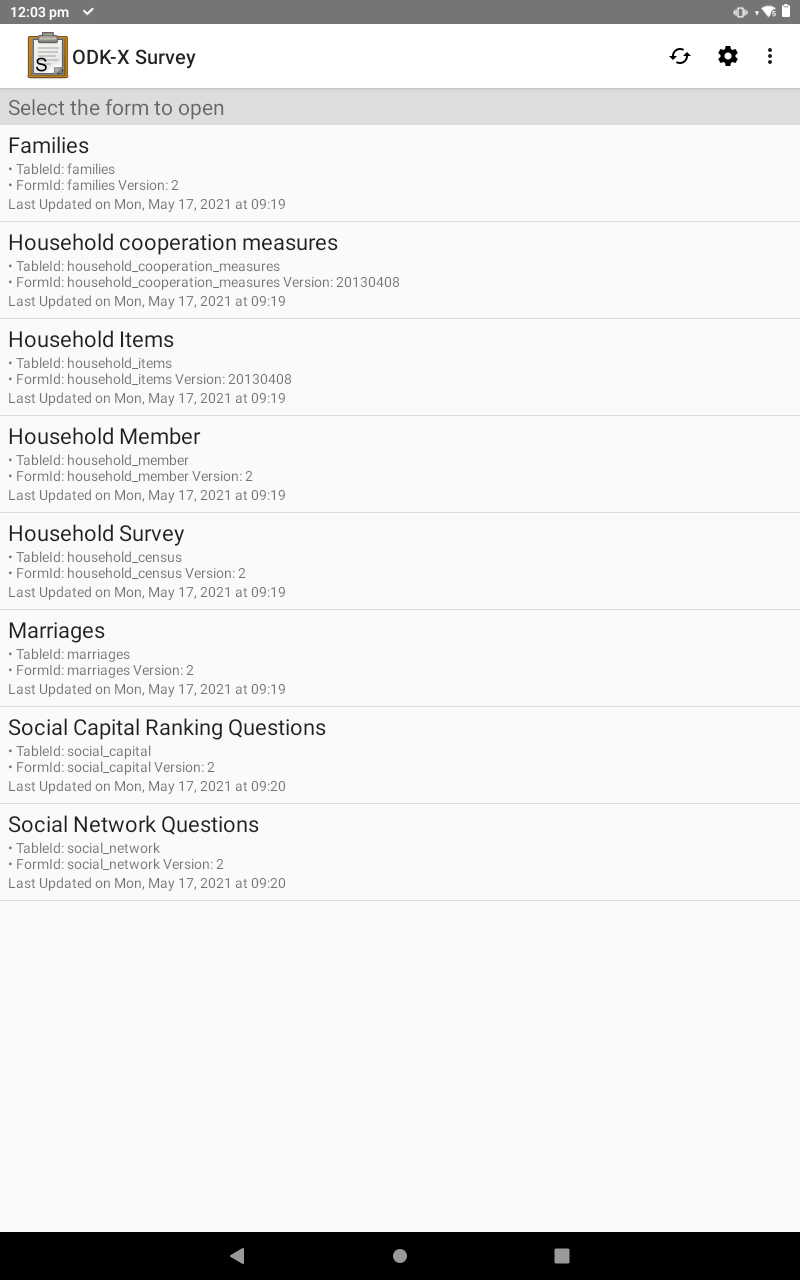 12:03 pm
ODK-X Survey
Select the form to open
Families
• TableId: families
• FormId: families Version: 2
Last Updated on Mon, May 17, 2021 at 09:19
Household cooperation measures
• TableId: household_cooperation_measures
• FormId: household_cooperation_measures Version: 20130408
Last Updated on Mon, May 17, 2021 at 09:19
Household Items
• TableId: household_items
• FormId: household_items Version: 20130408
Last Updated on Mon, May 17, 2021 at 09:19
Household Member
• TableId: household_member
• FormId: household_member Version: 2
Last Updated on Mon, May 17, 2021 at 09:19
Household Survey
• TableId: household_census
• FormId: household_census Version: 2
Last Updated on Mon, May 17, 2021 at 09:19
Marriages
• TableId: marriages
• FormId: marriages Version: 2
Last Updated on Mon, May 17, 2021 at 09:19
Social Capital Ranking Questions
• TableId: social_capital
• FormId: social_capital Version: 2
Last Updated on Mon, May 17, 2021 at 09:20
Social Network Questions
• TableId: social_network
• FormId: social_network Version: 2
Last Updated on Mon, May 17, 2021 at 09:20